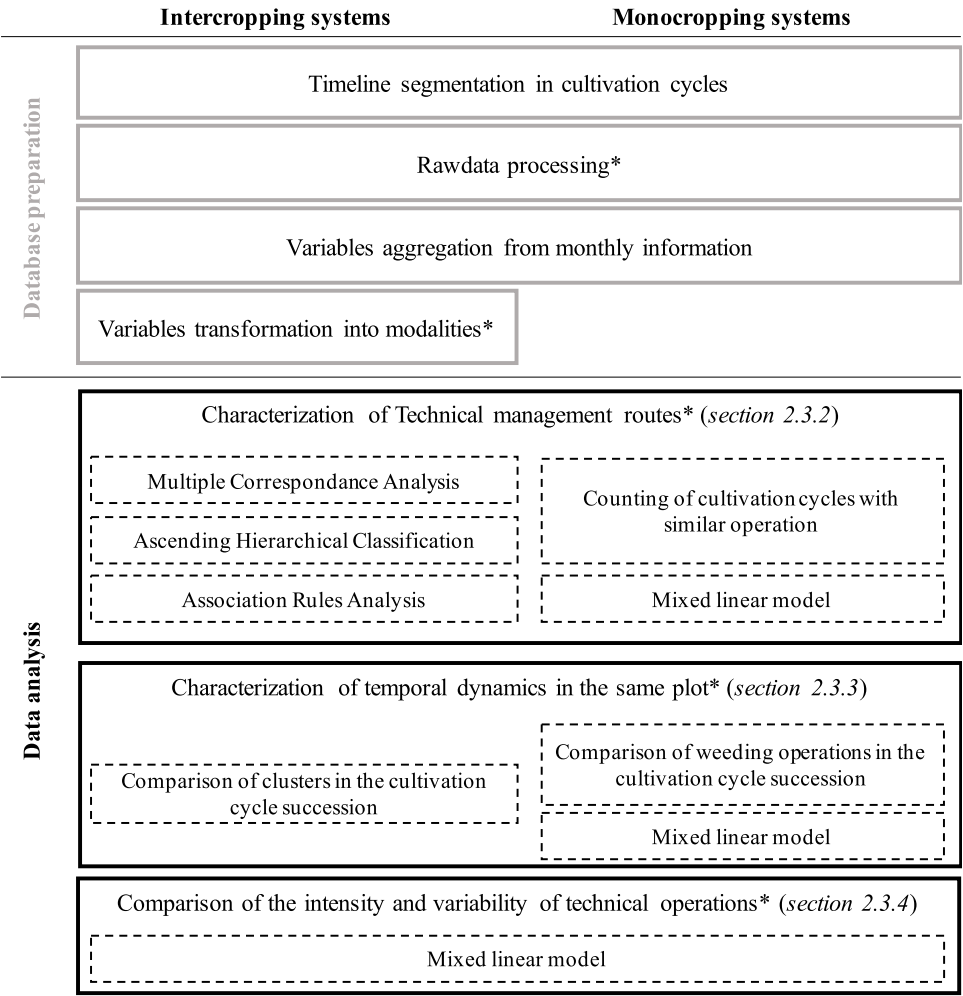 Intercropping systems
Monocropping systems
Database preparation
Timeline segmentation in cultivation cycles
Rawdata processing*
Variables aggregation from monthly information
Variables transformation into modalities*
Data analysis
Characterization of Technical management routes* (section 2.3.2)
Multiple Correspondance Analysis
Ascending Hierarchical Classification
Association Rules Analysis
Counting of cultivation cycles with
similar operation
Mixed linear model
Characterization of temporal dynamics in the same plot* (section 2.3.3)
Comparison of clusters in the cultivation
cycle succession
Comparison of weeding operations in the
cultivation cycle succession
Mixed linear model
Comparison of the intensity and variability of technical operations* (section 2.3.4)
Mixed linear model